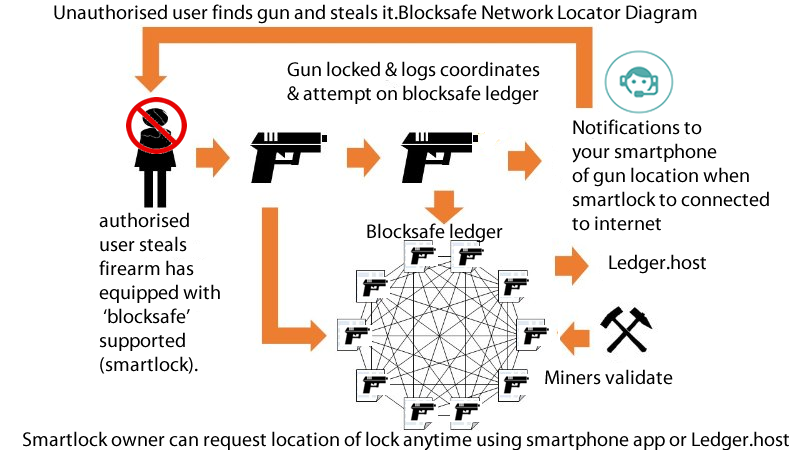 Unauthorised user finds gun and steals it.Blocksafe Network Locator Diagram
Gun locked & logs coordinates
& attempt on blocksafe ledger
Notifications to
your smartphone
of gun location when
smartlock to connected
to internet
authorised
user steals
firearm has
equipped with
‘blocksafe’
supported
(smartlock).
Blocksafe ledger
Ledger.host
Miners validate
Smartlock owner can request location of lock anytime using smartphone app or Ledger.host